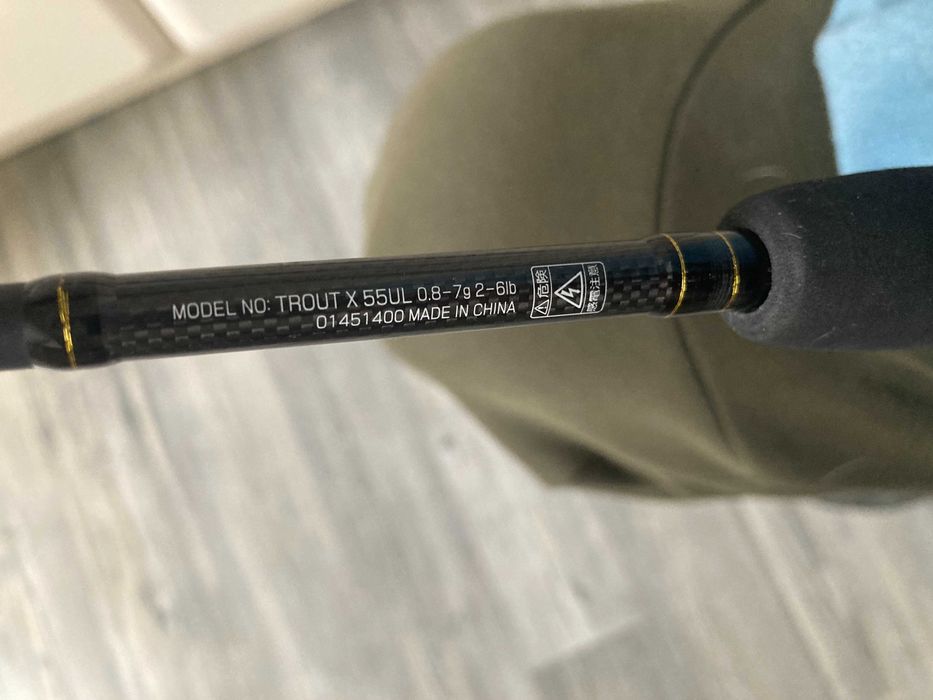 MODEL NO: TROUT X 55UL 0.8-7g 2-6lb
01451400 MADE IN CHINA
危険
感電注意